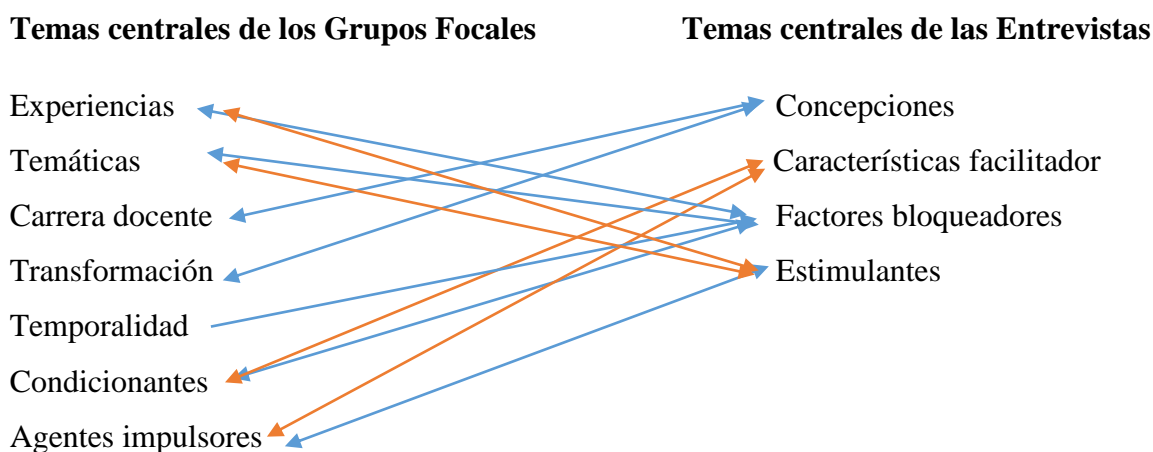 Temas centrales de los Grupos Focales
Temas centrales de las Entrevistas
Experiencias
Concepciones
Temáticas
Características facilitador
Carrera docente
Factores bloqueadores
Transformación
Estimulantes
Temporalidad
Condicionantes
Agentes impulsores